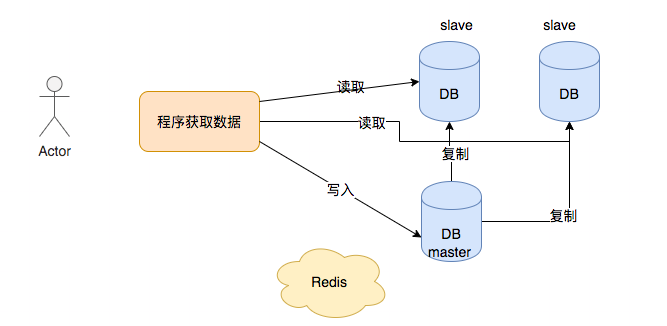 slave
slave
读取
DB
DB
程序获取数据
读取
Actor
复制
写入
复制
DB
master
Redis